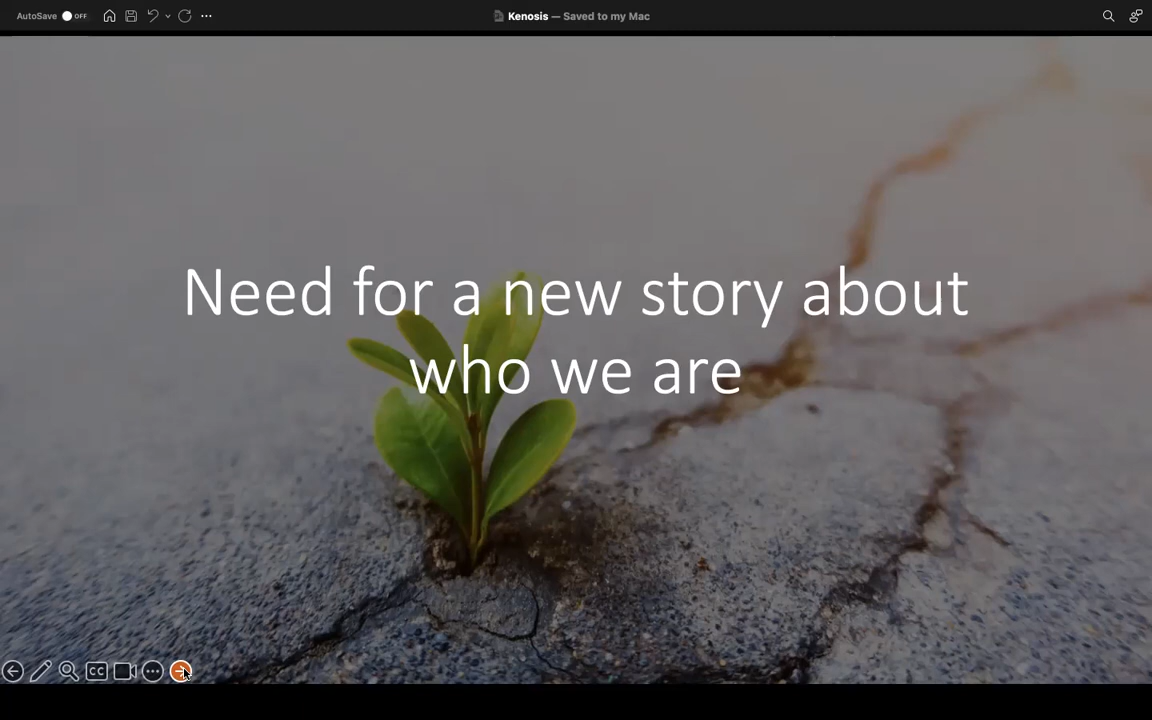 AutoSave OFF
Kenosis — Saved to my Mac
Need for a new story about
who we are
CC